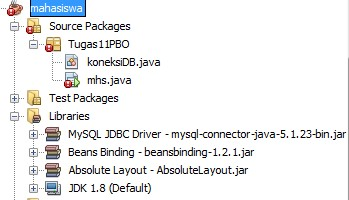 mahasiswa
Source Packages
Tugas11PBO
koneksiDB.java
mhs.java
Test Packages
Libraries
MySQL JDBC Driver - mysql-connector-java-5.1.23-bin.jar
Beans Binding - beansbinding-1.2.1.jar
Absolute Layout - AbsoluteLayout.jar
JDK 1.8 (Default)